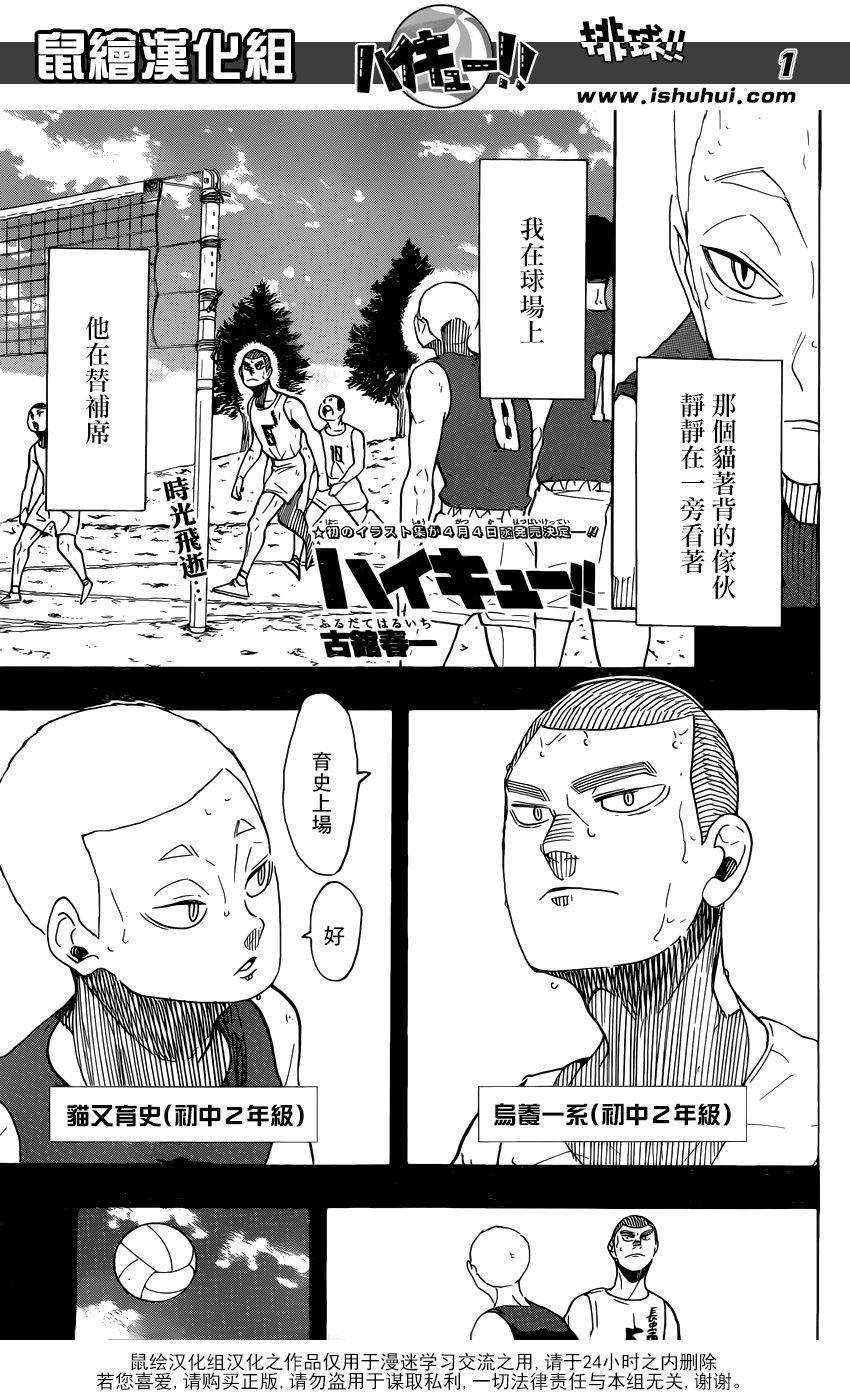 鼠繪漢化組
ハイキュー!!
排球!!
1
www.ishuhui.com
那個貓著背的傢伙
靜靜在一旁看著
我在球場上
他在替補席
時光飛逝…
☆初のイラスト集が4月4日㊎発売決定—!!
ハイキュー!!
ふるだてはるいち
古舘春一
育史上場
好
貓又育史(初中2年級)
烏養一系(初中2年級)
鼠绘汉化组汉化之作品仅用于漫迷学习交流之用, 请于24小时之内删除
若您喜爱, 请购买正版, 请勿盗用于谋取私利, 一切法律责任与本组无关, 谢谢。